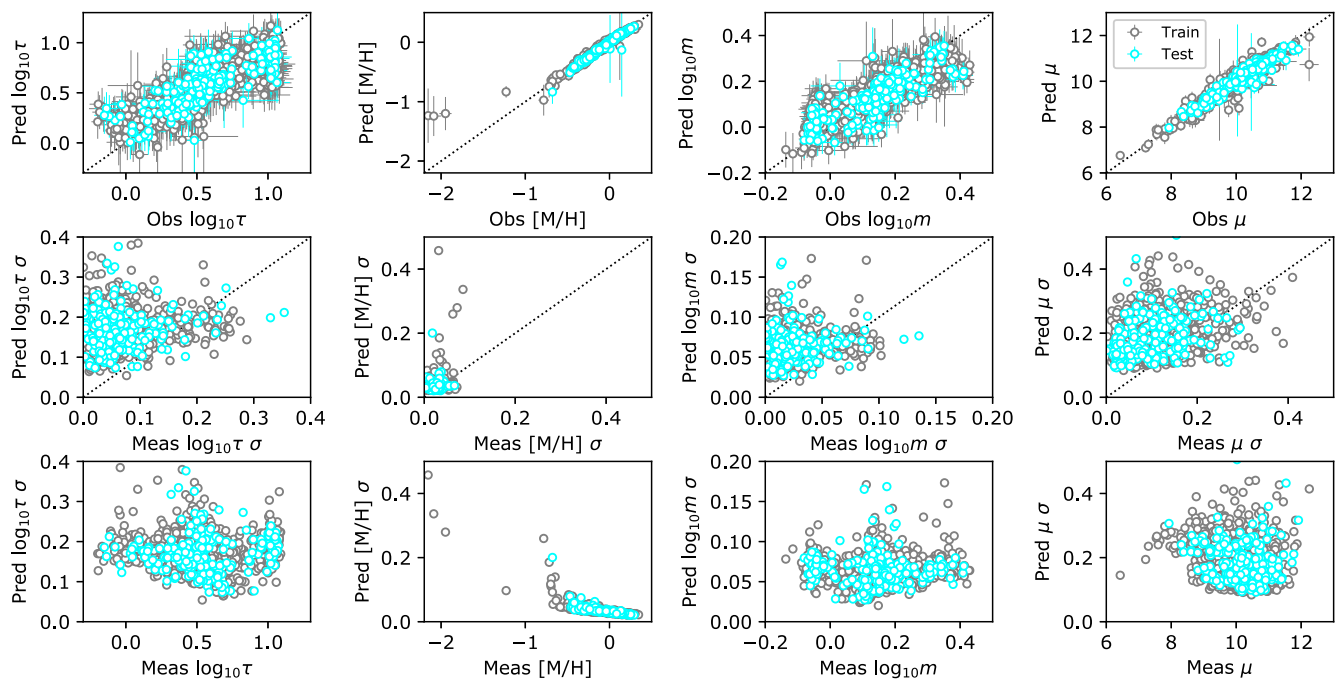 Pred log₁₀τ
1.0
0.5
0.0
0.0 0.5 1.0
Obs log₁₀τ
Pred [M/H]
0
−1
−2
−2 −1 0
Obs [M/H]
Pred log₁₀m
0.4
0.2
0.0
−0.2
−0.2 0.0 0.2 0.4
Obs log₁₀m
Pred μ
12
10
8
6
6 8 10 12
Obs μ
Train
Test
Pred log₁₀τ σ
0.4
0.3
0.2
0.1
0.0
0.0 0.1 0.2 0.3 0.4
Meas log₁₀τ σ
Pred [M/H] σ
0.4
0.2
0.0
0.0 0.2 0.4
Meas [M/H] σ
Pred log₁₀m σ
0.20
0.15
0.10
0.05
0.00
0.00 0.05 0.10 0.15 0.20
Meas log₁₀m σ
Pred μ σ
0.4
0.2
0.0
0.0 0.2 0.4
Meas μ σ
Pred log₁₀τ σ
0.4
0.3
0.2
0.1
0.0
0.0 0.5 1.0
Meas log₁₀τ
Pred [M/H] σ
0.4
0.2
0.0
−2 −1 0
Meas [M/H]
Pred log₁₀m σ
0.20
0.15
0.10
0.05
0.00
−0.2 0.0 0.2 0.4
Meas log₁₀m
Pred μ σ
0.4
0.2
0.0
6 8 10 12
Meas μ